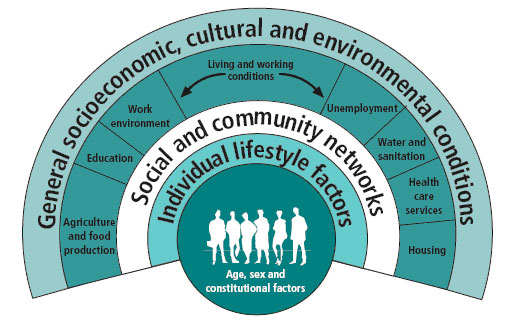 General socioeconomic, cultural and environmental conditions
Living and working
conditions
Work
environment
Unemployment
Education
Water and
sanitation
Agriculture
and food
production
Health
care
services
Housing
Social and community networks
Individual lifestyle factors
Age, sex and
constitutional factors